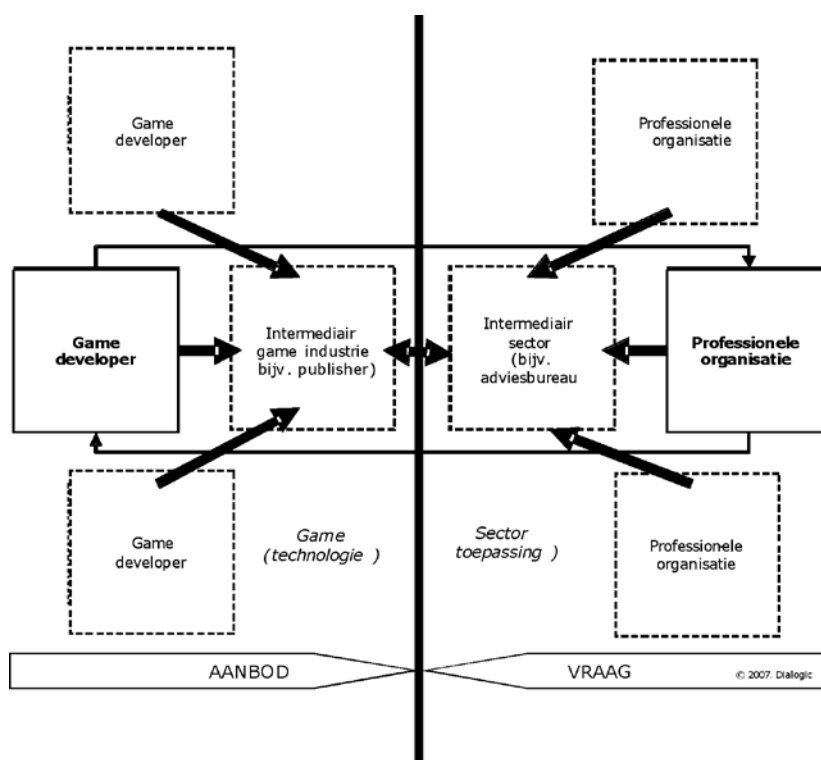 Game
developer
Professionele
organisatie
Game
developer
Intermediair
game industrie
bijv. publisher)
Intermediair
sector
(bijv.
adviesbureau
Professionele
organisatie
Game
developer
Game
(technologie )
Sector
toepassing )
Professionele
organisatie
AANBOD
VRAAG
© 2007. Dialogic